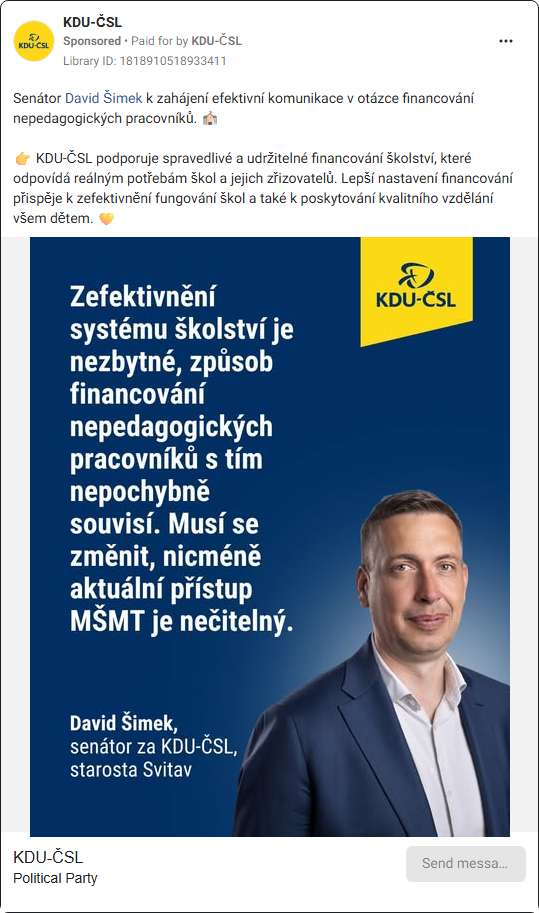 KDU-ČSL
Sponsored • Paid for by KDU-ČSL
Library ID: 1818910518933411
Senátor David Šimek k zahájení efektivní komunikace v otázce financování
nepedagogických pracovníků. 🏫
👉 KDU-ČSL podporuje spravedlivé a udržitelné financování školství, které
odpovídá reálným potřebám škol a jejich zřizovatelů. Lepší nastavení financování
přispěje k zefektivnění fungování škol a také k poskytování kvalitního vzdělání
všem dětem. 💛
KDU-ČSL
Zefektivnění
systému školství je
nezbytné, způsob
financování
nepedagogických
pracovníků s tím
nepochybně
souvisí. Musí se
změnit, nicméně
aktuální přístup
MŠMT je nečitelný.
David Šimek,
senátor za KDU-ČSL,
starosta Svitav
KDU-ČSL
Political Party
Send messa...